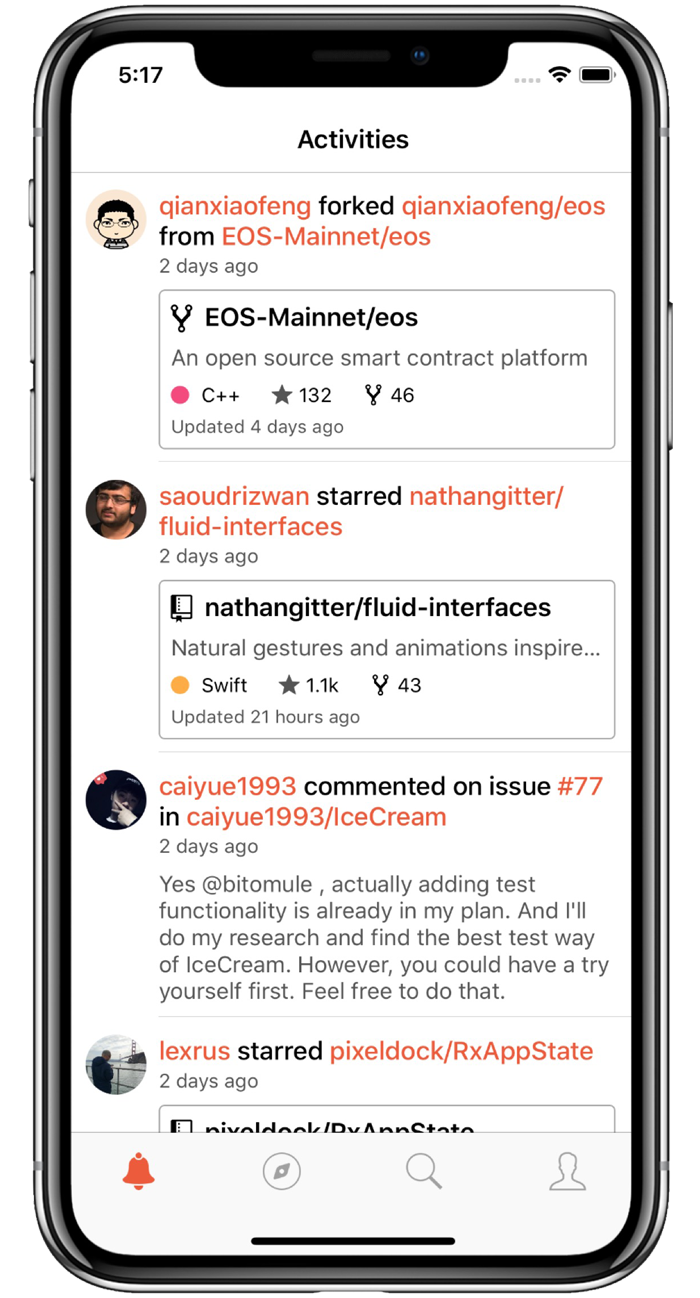 5:17
Activities
qianxiaofeng forked qianxiaofeng/eos
from EOS-Mainnet/eos
2 days ago
EOS-Mainnet/eos
An open source smart contract platform
C++ 132 46
Updated 4 days ago
saoudrizwan starred nathangitter/
fluid-interfaces
2 days ago
nathangitter/fluid-interfaces
Natural gestures and animations inspire...
Swift 1.1k 43
Updated 21 hours ago
caiyue1993 commented on issue #77
in caiyue1993/IceCream
2 days ago
Yes @bitomule , actually adding test
functionality is already in my plan. And I'll
do my research and find the best test way
of IceCream. However, you could have a try
yourself first. Feel free to do that.
lexrus starred pixeldock/RxAppState
2 days ago
pixeldock/RxAppState